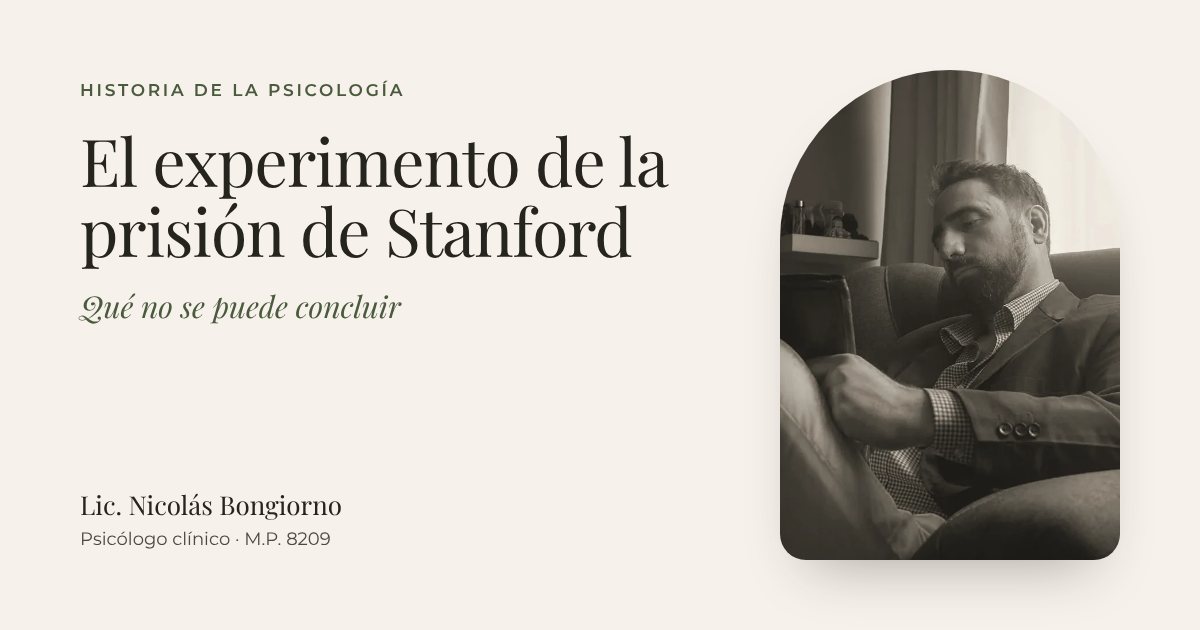 HISTORIA DE LA PSICOLOGÍA
El experimento de la
prisión de Stanford
Qué no se puede concluir
Lic. Nicolás Bongiorno
Psicólogo clínico · M.P. 8209